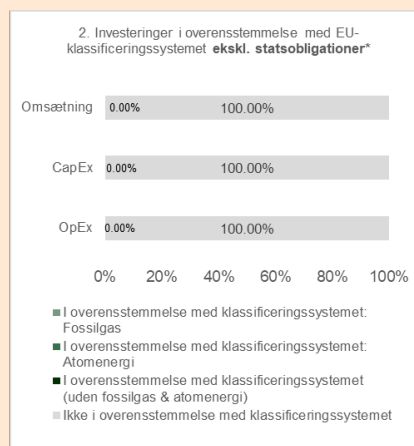 2. Investeringer i overensstemmelse med EU-
klassificeringssystemet ekskl. statsobligationer*
Omsætning 0.00% 100.00%
CapEx 0.00% 100.00%
OpEx 0.00% 100.00%
0% 20% 40% 60% 80% 100%
I overensstemmelse med klassificeringssystemet:
Fossilgas
I overensstemmelse med klassificeringssystemet:
Atomenergi
I overensstemmelse med klassificeringssystemet
(uden fossilgas & atomenergi)
Ikke i overensstemmelse med klassificeringssystemet